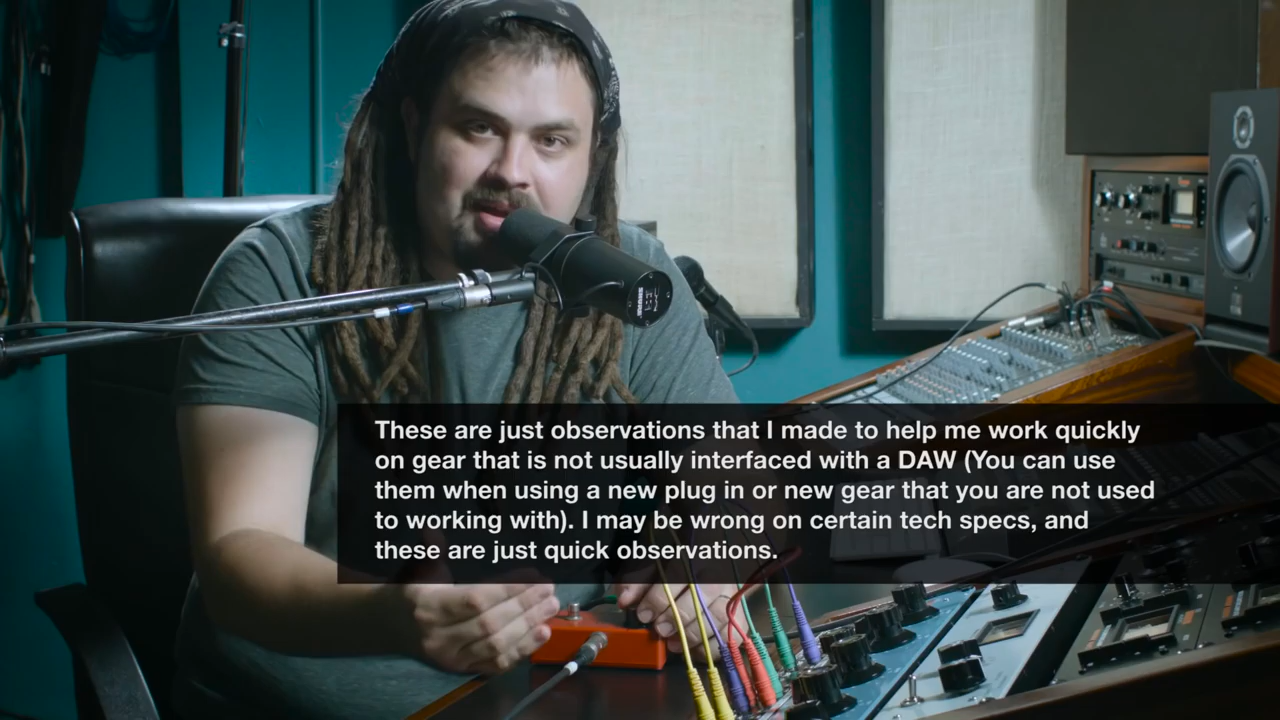 These are just observations that I made to help me work quickly
on gear that is not usually interfaced with a DAW (You can use
them when using a new plug in or new gear that you are not used
to working with). I may be wrong on certain tech specs, and
these are just quick observations.